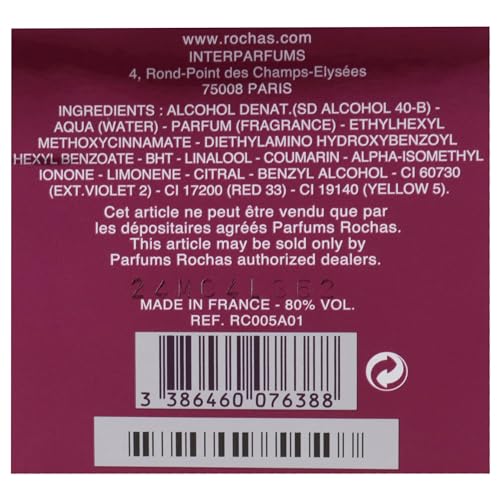 www.rochas.com
INTERPARFUMS
4, Rond-Point des Champs-Elysées
75008 PARIS
INGREDIENTS : ALCOHOL DENAT.(SD ALCOHOL 40-B) -
AQUA (WATER) - PARFUM (FRAGRANCE) - ETHYLHEXYL
METHOXYCINNAMATE - DIETHYLAMINO HYDROXYBENZOYL
HEXYL BENZOATE - BHT - LINALOOL - COUMARIN - ALPHA-ISOMETHYL
IONONE - LIMONENE - CITRAL - BENZYL ALCOHOL - CI 60730
(EXT.VIOLET 2) - CI 17200 (RED 33) - CI 19140 (YELLOW 5).
Cet article ne peut être vendu que par
les dépositaires agréés Parfums Rochas.
This article may be sold only by
Parfums Rochas authorized dealers.
MADE IN FRANCE - 80% VOL.
REF. RC005A01
3 386460 076388